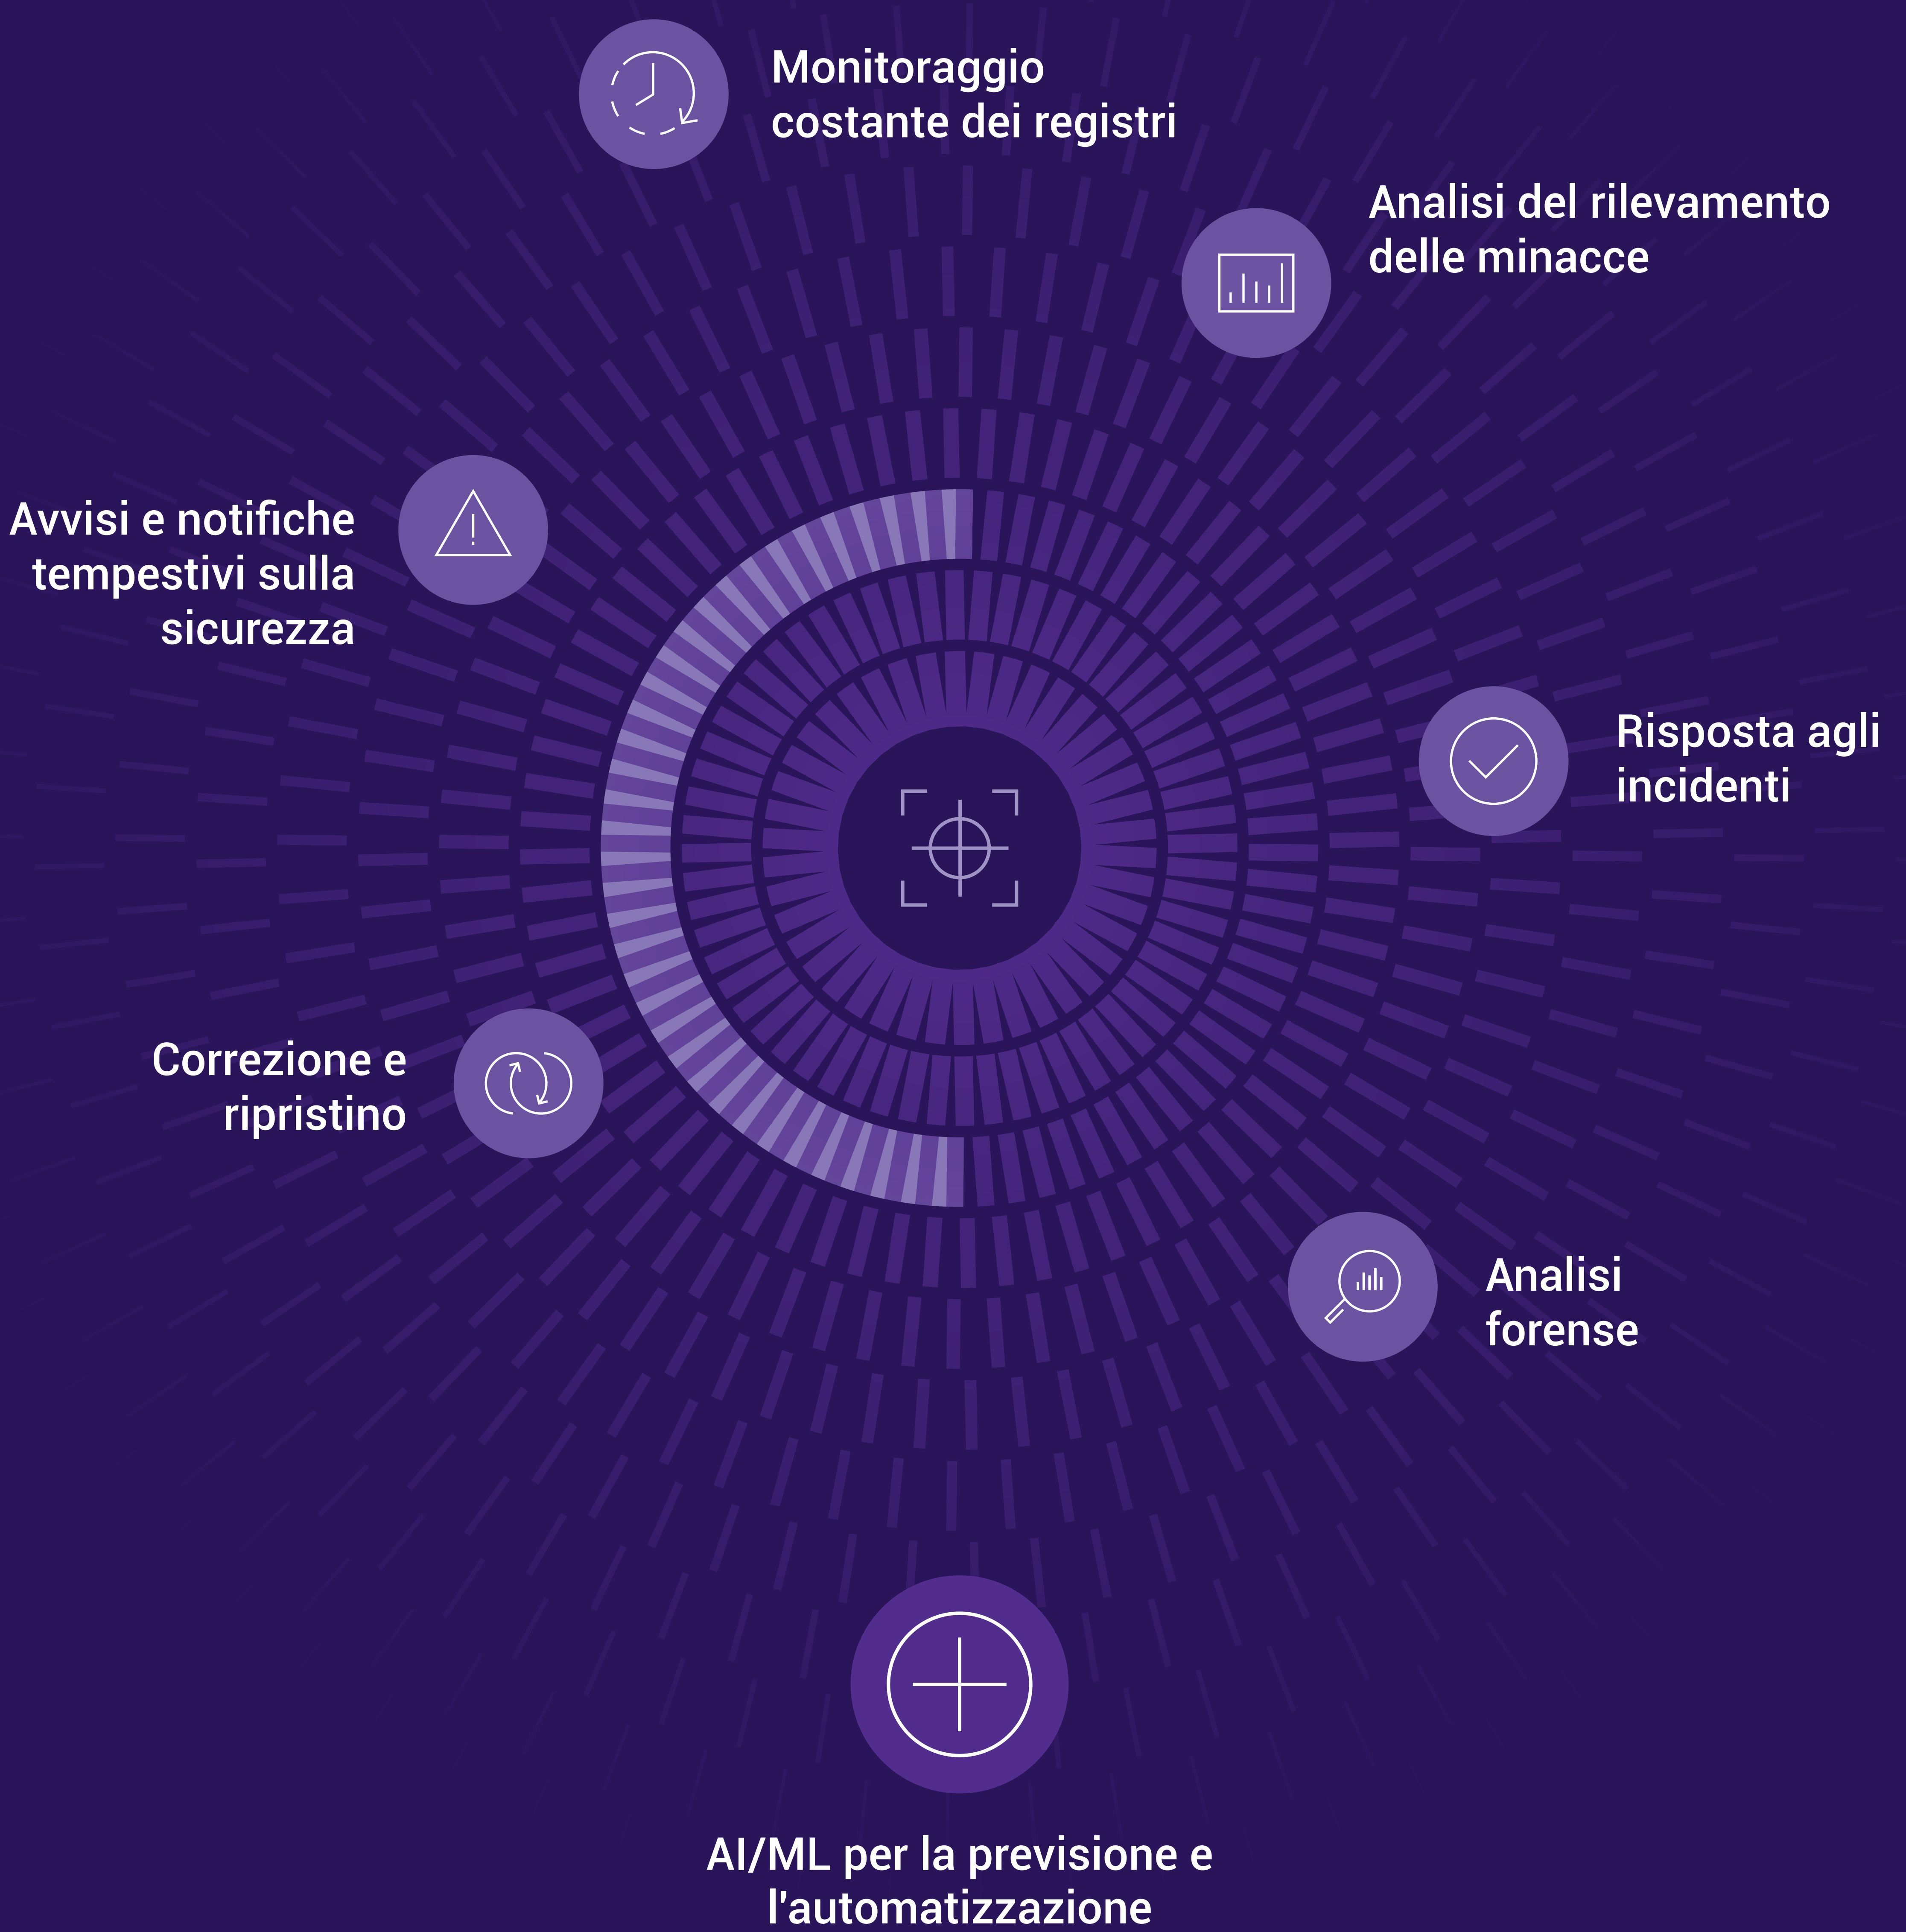 Monitoraggio
costante dei registri
Analisi del rilevamento
delle minacce
Avvisi e notifiche
tempestivi sulla
sicurezza
Risposta agli
incidenti
Correzione e
ripristino
Analisi
forense
AI/ML per la previsione e
l'automatizzazione